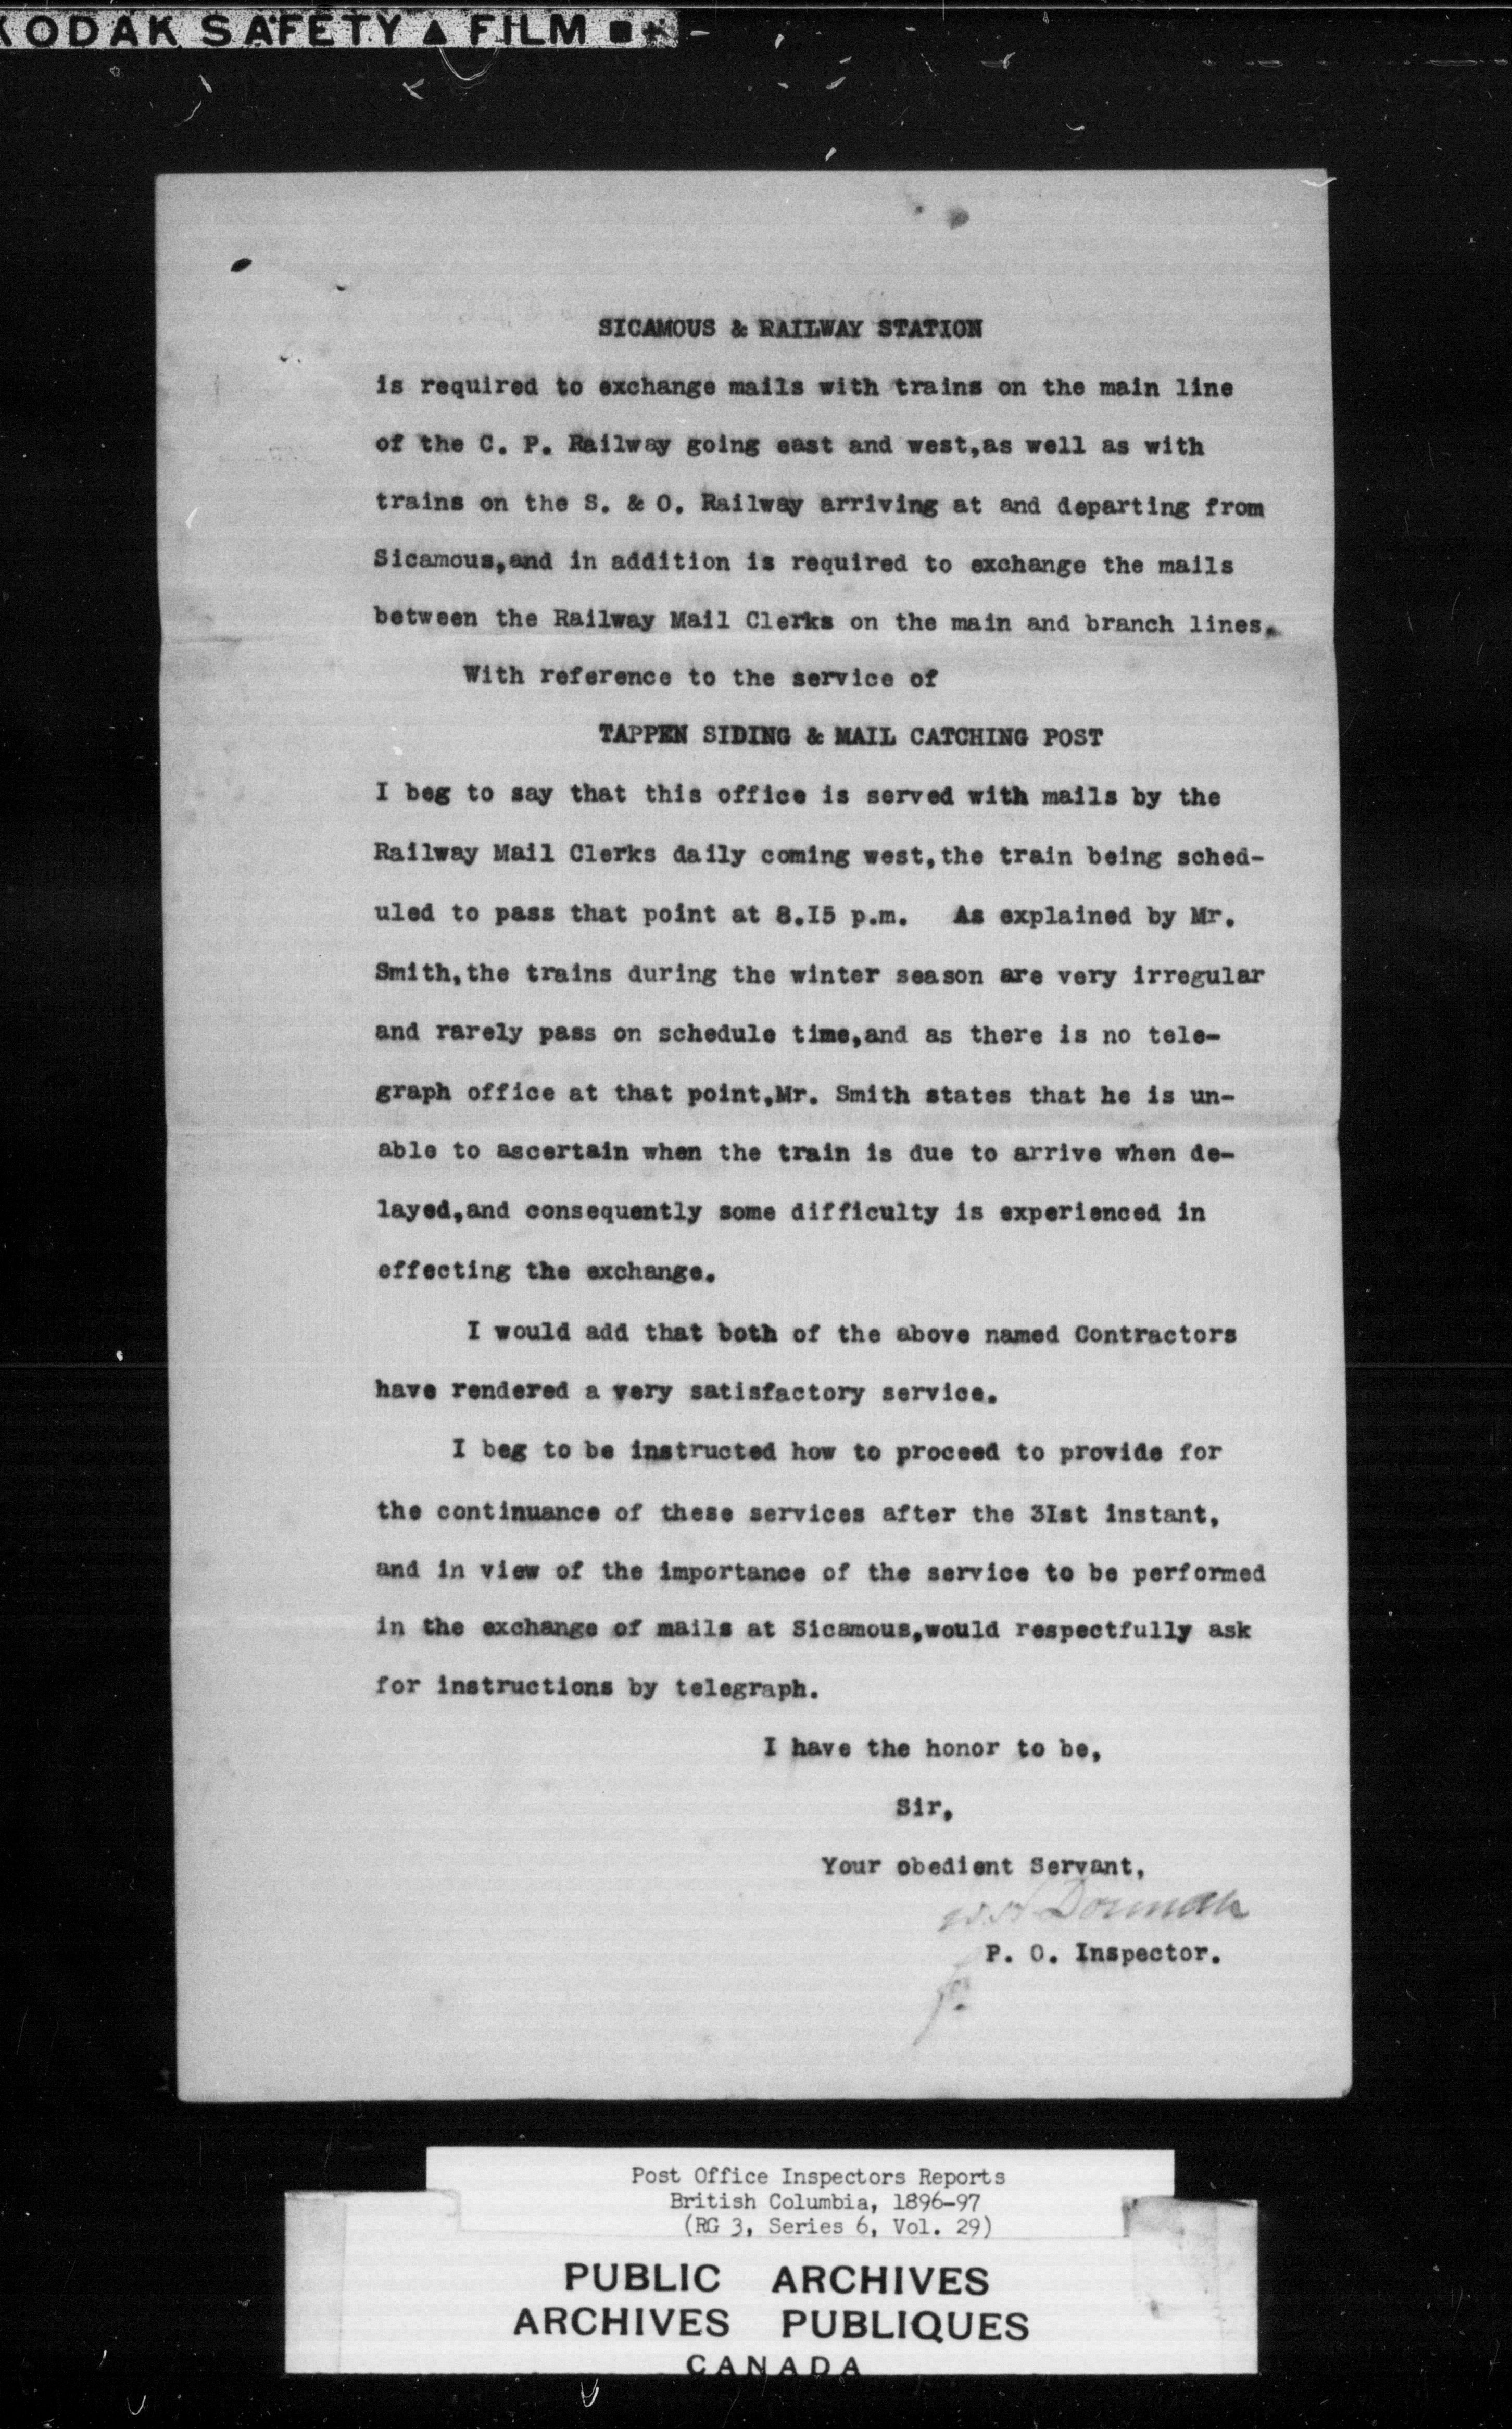 KODAK SAFETY ▲ FILM
SICAMOUS & RAILWAY STATION
is required to exchange mails with trains on the main line
of the C. P. Railway going east and west,as well as with
trains on the S. & O. Railway arriving at and departing from
Sicamous,and in addition is required to exchange the mails
between the Railway Mail Clerks on the main and branch lines.
With reference to the service of
TAPPEN SIDING & MAIL CATCHING POST
I beg to say that this office is served with mails by the
Railway Mail Clerks daily coming west,the train being sched-
uled to pass that point at 8.I5 p.m. As explained by Mr.
Smith,the trains during the winter season are very irregular
and rarely pass on schedule time,and as there is no tele-
graph office at that point,Mr. Smith states that he is un-
able to ascertain when the train is due to arrive when de-
layed,and consequently some difficulty is experienced in
effecting the exchange.
I would add that both of the above named Contractors
have rendered a very satisfactory service.
I beg to be instructed how to proceed to provide for
the continuance of these services after the 3Ist instant,
and in view of the importance of the service to be performed
in the exchange of mails at Sicamous,would respectfully ask
for instructions by telegraph.
I have the honor to be,
Sir,
Your obedient Servant,
Dorman
P. O. Inspector.
Post Office Inspectors Reports
British Columbia, 1896-97
(RG 3, Series 6, Vol. 29)
PUBLIC ARCHIVES
ARCHIVES PUBLIQUES
CANADA